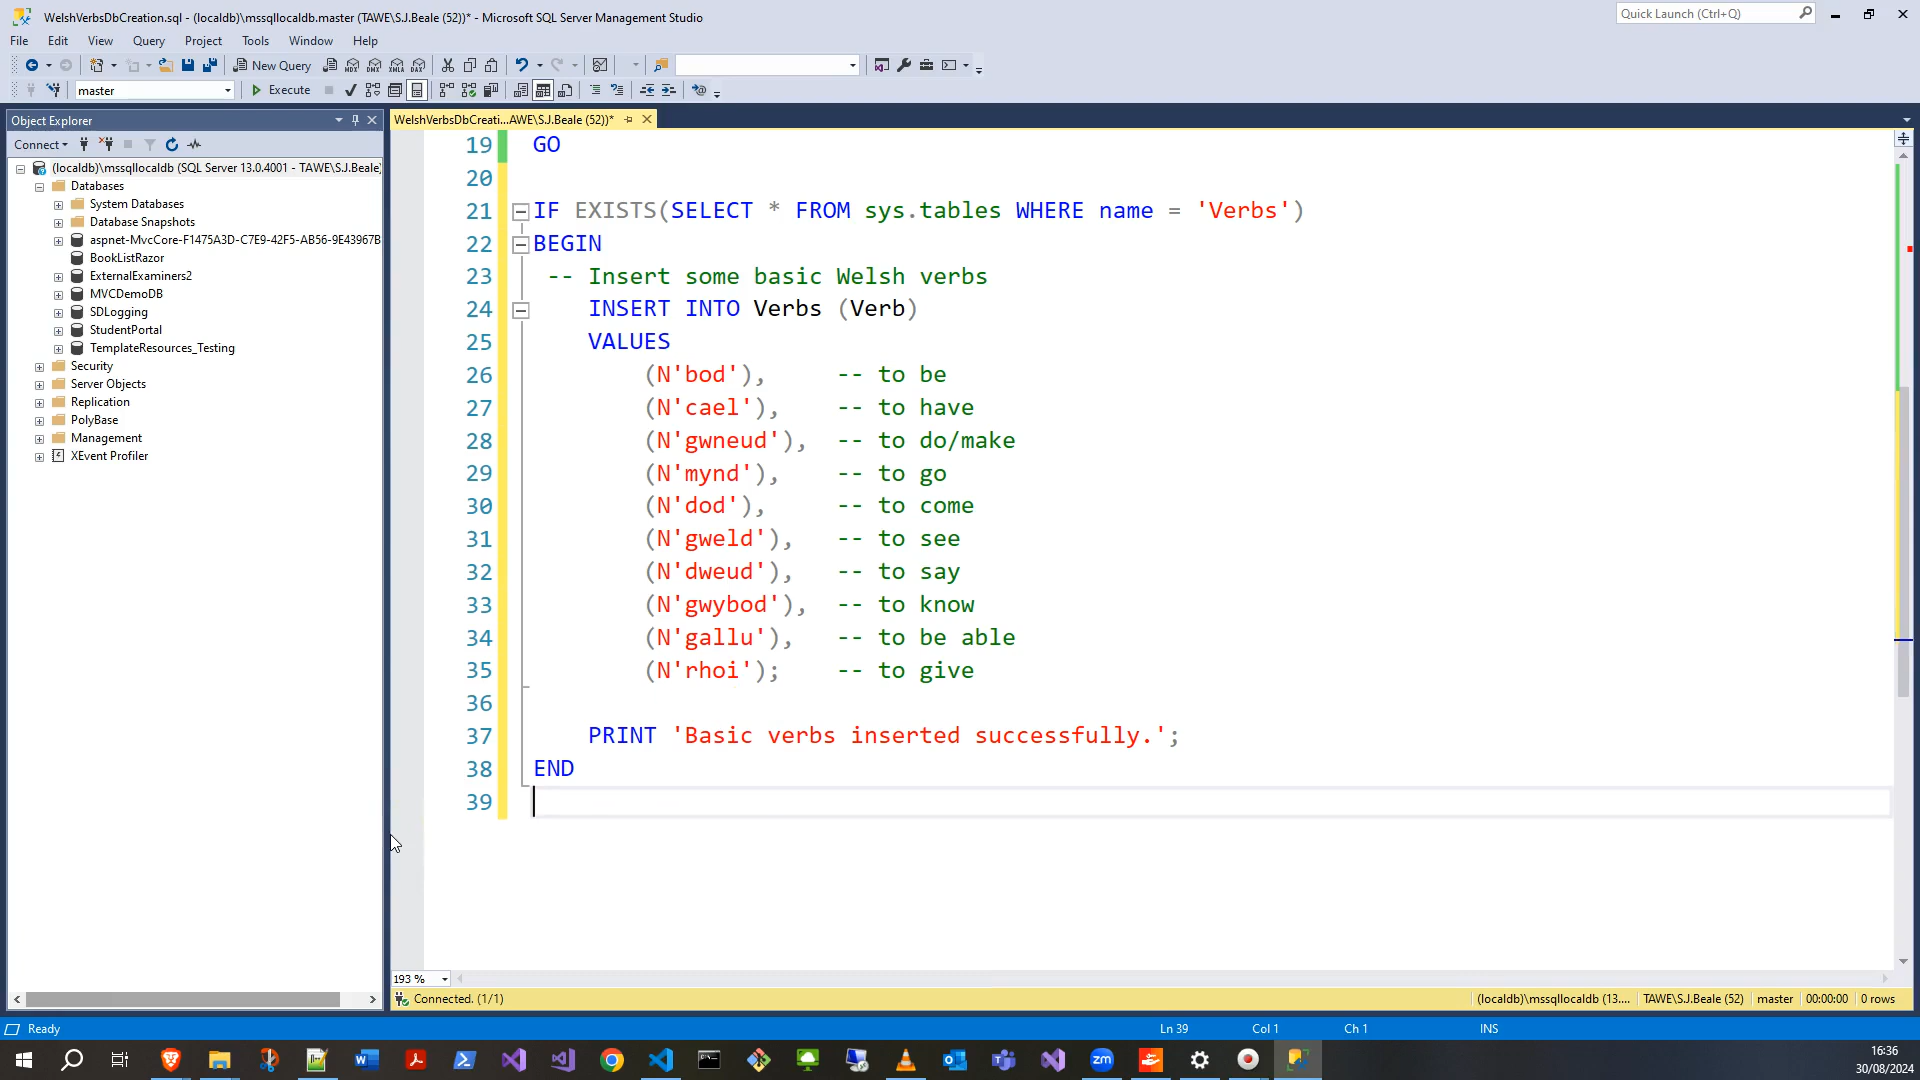 WelshVerbsDbCreation.sql - (localdb)\mssqllocaldb.master (TAWE\S.J.Beale (52))* - Microsoft SQL Server Management Studio
Quick Launch (Ctrl+Q)
File Edit View Query Project Tools Window Help
New Query
MDX DMX XMLA DAX
master
Execute
Object Explorer
WelshVerbsDbCreati...AWE\S.J.Beale (52))*
Connect
(localdb)\mssqllocaldb (SQL Server 13.0.4001 - TAWE\S.J.Beale
Databases
System Databases
Database Snapshots
aspnet-MvcCore-F1475A3D-C7E9-42F5-AB56-9E43967B
BookListRazor
ExternalExaminers2
MVCDemoDB
SDLogging
StudentPortal
TemplateResources_Testing
Security
Server Objects
Replication
PolyBase
Management
XEvent Profiler
19 GO
20
21 IF EXISTS(SELECT * FROM sys.tables WHERE name = 'Verbs')
22 BEGIN
23 -- Insert some basic Welsh verbs
24 INSERT INTO Verbs (Verb)
25 VALUES
26 (N'bod'), -- to be
27 (N'cael'), -- to have
28 (N'gwneud'), -- to do/make
29 (N'mynd'), -- to go
30 (N'dod'), -- to come
31 (N'gweld'), -- to see
32 (N'dweud'), -- to say
33 (N'gwybod'), -- to know
34 (N'gallu'), -- to be able
35 (N'rhoi'); -- to give
36
37 PRINT 'Basic verbs inserted successfully.';
38 END
39
193 %
Connected. (1/1)
(localdb)\mssqllocaldb (13.... TAWE\S.J.Beale (52) master 00:00:00 0 rows
Ready
Ln 39 Col 1 Ch 1 INS
zm
16:36
30/08/2024